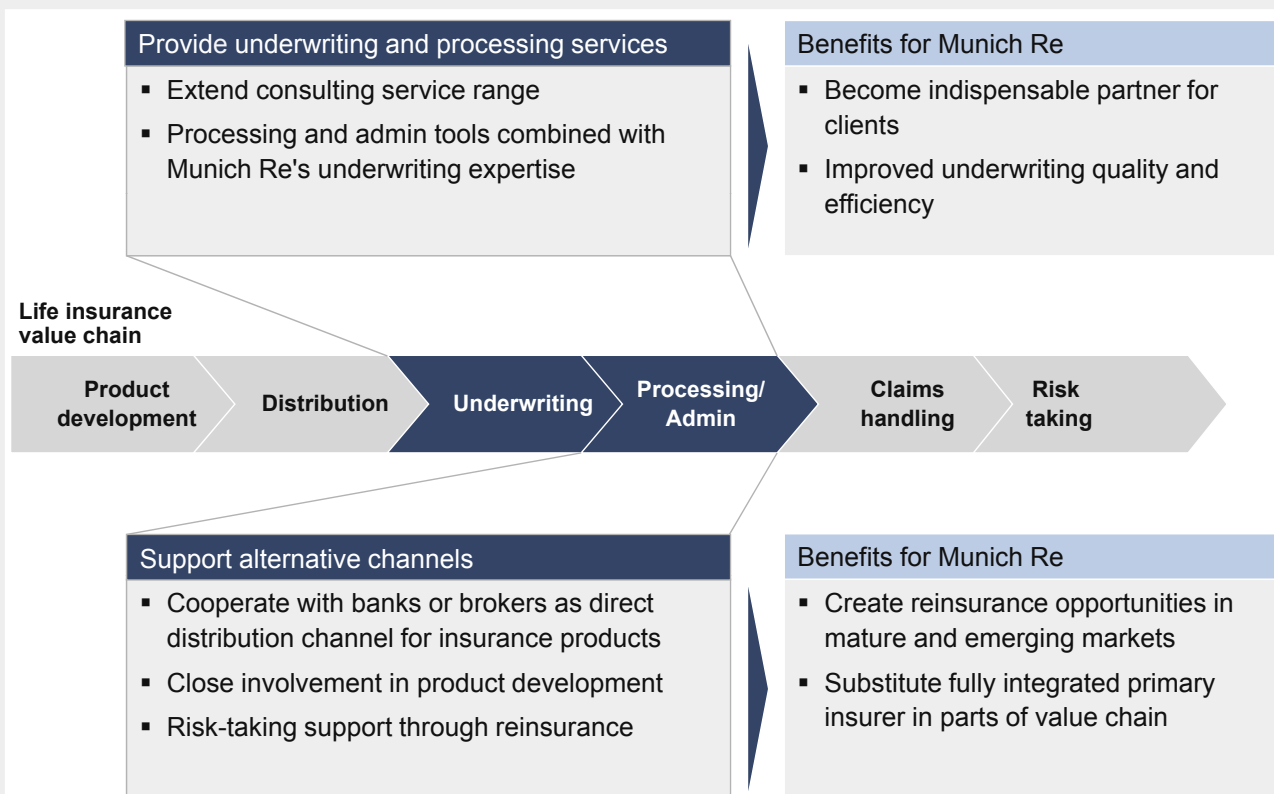 Provide underwriting and processing services
▪ Extend consulting service range
▪ Processing and admin tools combined with
Munich Re's underwriting expertise
Benefits for Munich Re
▪ Become indispensable partner for
clients
▪ Improved underwriting quality and
efficiency
Life insurance
value chain
Product
development
Distribution
Underwriting
Processing/
Admin
Claims
handling
Risk
taking
Support alternative channels
▪ Cooperate with banks or brokers as direct
distribution channel for insurance products
▪ Close involvement in product development
▪ Risk-taking support through reinsurance
Benefits for Munich Re
▪ Create reinsurance opportunities in
mature and emerging markets
▪ Substitute fully integrated primary
insurer in parts of value chain